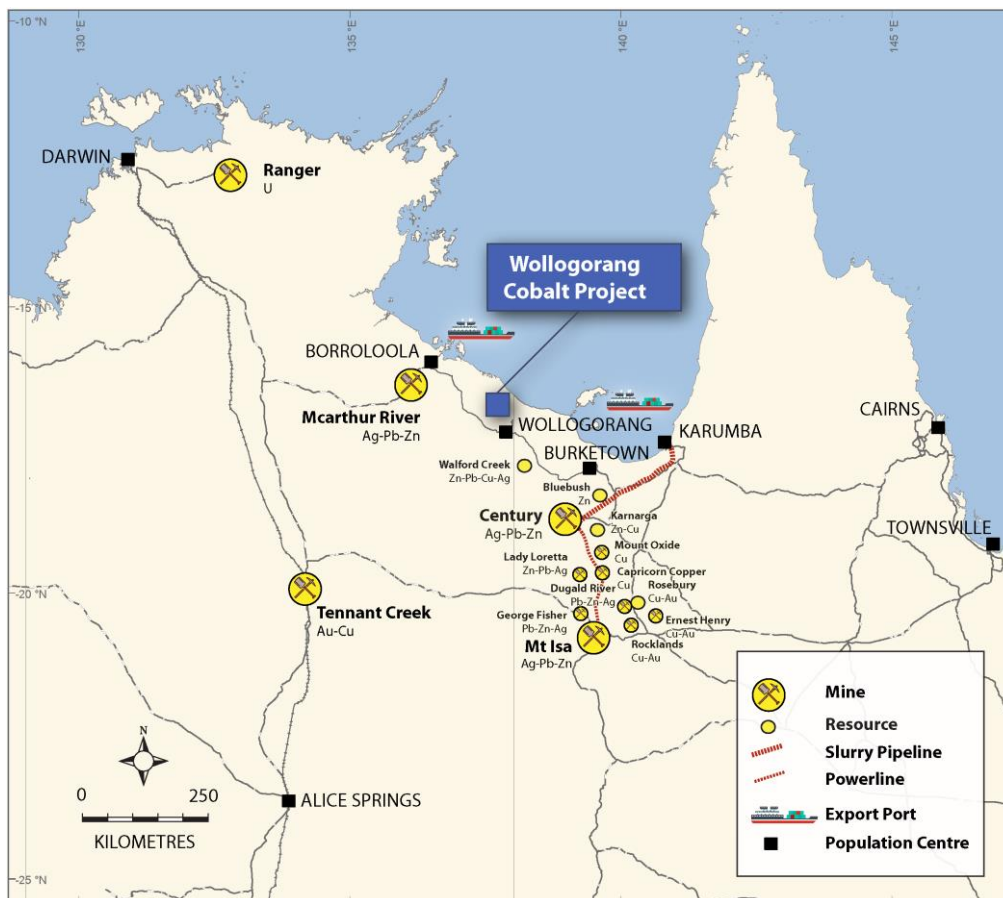 130 °E
135 °E
140 °E
145 °E
-10 °N
DARWIN
Ranger
U
Wollogorang
Cobalt Project
-15 °N
BORROLOOLA
Mcarthur River
Ag-Pb-Zn
WOLLOGORANG
KARUMBA
CAIRNS
BURKETOWN
Walford Creek
Zn-Pb-Cu-Ag
Bluebush
Zn
Century
Ag-Pb-Zn
Karnarga
Zn-Cu
TOWNSVILLE
Mount Oxide
Cu
Lady Loretta
Zn-Pb-Ag
Capricorn Copper
Cu
Dugald River
Pb-Zn-Ag
Rosebury
Cu-Au
-20 °N
Tennant Creek
Au-Cu
George Fisher
Pb-Zn-Ag
Ernest Henry
Cu-Au
Mt Isa
Ag-Pb-Zn
Rocklands
Cu-Au
Mine
Resource
Slurry Pipeline
Powerline
Export Port
Population Centre
N
0 250
KILOMETRES
ALICE SPRINGS
-25 °N